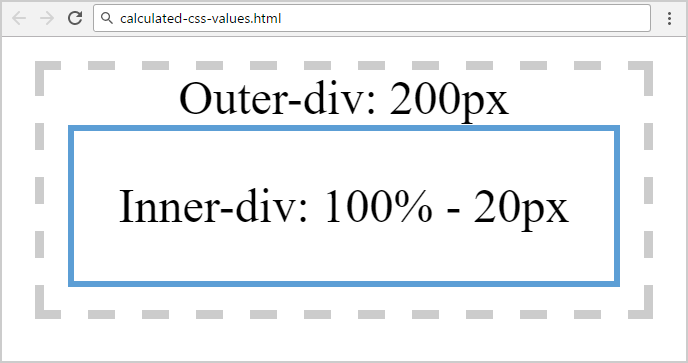 calculated-css-values.html
Outer-div: 200px
Inner-div: 100% - 20px